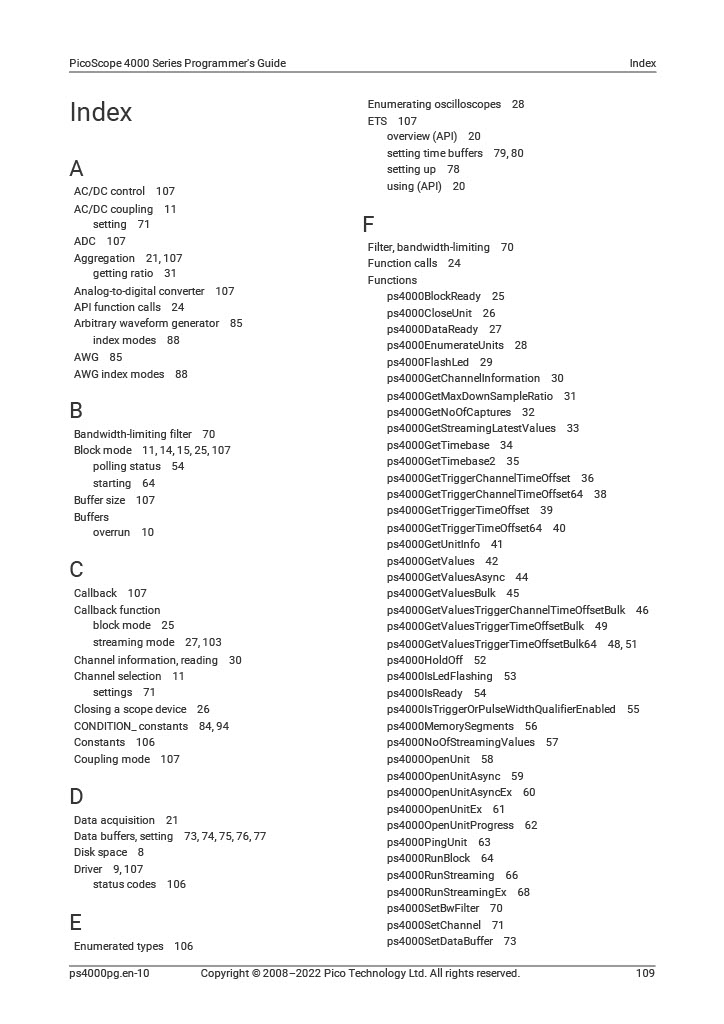 PicoScope 4000 Series Programmer's Guide Index
Index
A
AC/DC control 107
AC/DC coupling 11
setting 71
ADC 107
Aggregation 21, 107
getting ratio 31
Analog-to-digital converter 107
API function calls 24
Arbitrary waveform generator 85
index modes 88
AWG 85
AWG index modes 88
B
Bandwidth-limiting filter 70
Block mode 11, 14, 15, 25, 107
polling status 54
starting 64
Buffer size 107
Buffers
overrun 10
C
Callback 107
Callback function
block mode 25
streaming mode 27, 103
Channel information, reading 30
Channel selection 11
settings 71
Closing a scope device 26
CONDITION_ constants 84, 94
Constants 106
Coupling mode 107
D
Data acquisition 21
Data buffers, setting 73, 74, 75, 76, 77
Disk space 8
Driver 9, 107
status codes 106
E
Enumerated types 106
Enumerating oscilloscopes 28
ETS 107
overview (API) 20
setting time buffers 79, 80
setting up 78
using (API) 20
F
Filter, bandwidth-limiting 70
Function calls 24
Functions
ps4000BlockReady 25
ps4000CloseUnit 26
ps4000DataReady 27
ps4000EnumerateUnits 28
ps4000FlashLed 29
ps4000GetChannelInformation 30
ps4000GetMaxDownSampleRatio 31
ps4000GetNoOfCaptures 32
ps4000GetStreamingLatestValues 33
ps4000GetTimebase 34
ps4000GetTimebase2 35
ps4000GetTriggerChannelTimeOffset 36
ps4000GetTriggerChannelTimeOffset64 38
ps4000GetTriggerTimeOffset 39
ps4000GetTriggerTimeOffset64 40
ps4000GetUnitInfo 41
ps4000GetValues 42
ps4000GetValuesAsync 44
ps4000GetValuesBulk 45
ps4000GetValuesTriggerChannelTimeOffsetBulk 46
ps4000GetValuesTriggerTimeOffsetBulk 49
ps4000GetValuesTriggerTimeOffsetBulk64 48, 51
ps4000HoldOff 52
ps4000IsLedFlashing 53
ps4000IsReady 54
ps4000IsTriggerOrPulseWidthQualifierEnabled 55
ps4000MemorySegments 56
ps4000NoOfStreamingValues 57
ps4000OpenUnit 58
ps4000OpenUnitAsync 59
ps4000OpenUnitAsyncEx 60
ps4000OpenUnitEx 61
ps4000OpenUnitProgress 62
ps4000PingUnit 63
ps4000RunBlock 64
ps4000RunStreaming 66
ps4000RunStreamingEx 68
ps4000SetBwFilter 70
ps4000SetChannel 71
ps4000SetDataBuffer 73
ps4000pg.en-10 Copyright © 2008–2022 Pico Technology Ltd. All rights reserved. 109